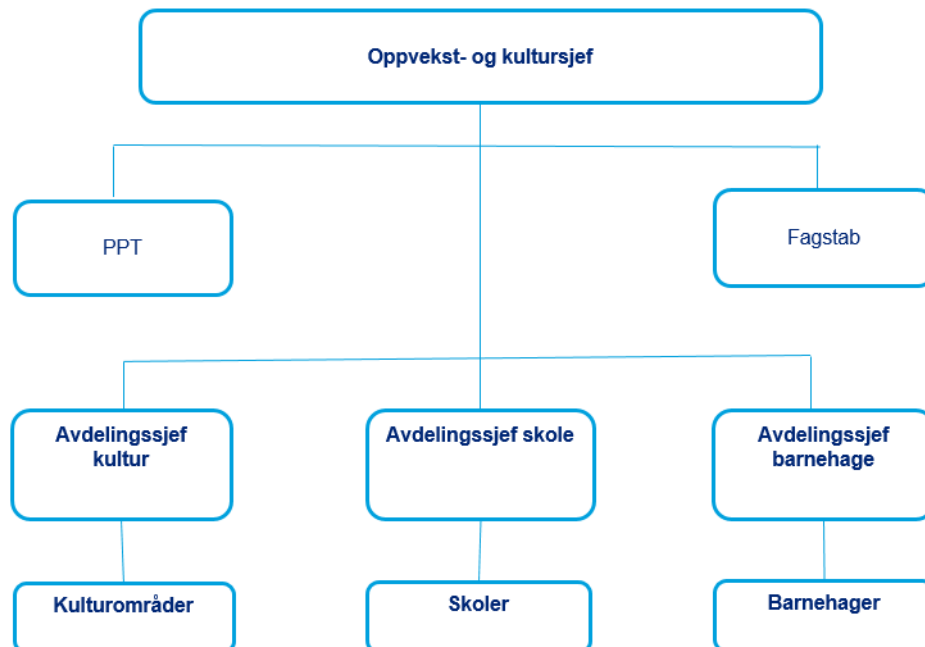 Oppvekst- og kultursjef
PPT
Fagstab
Avdelingssjef
kultur
Avdelingssjef skole
Avdelingssjef
barnehage
Kulturområder
Skoler
Barnehager